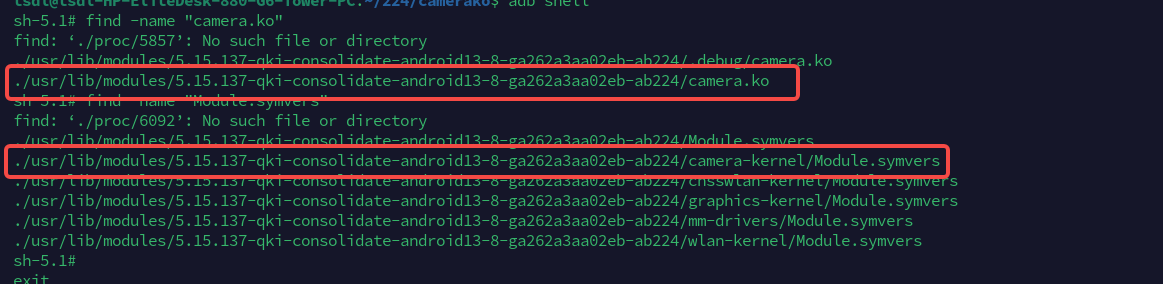 tsdl@tsdl-HP-EliteDesk-880-G6-Tower-PC:~/224/camerako$ adb shell
sh-5.1# find -name "camera.ko"
find: ‘./proc/5857’: No such file or directory
./usr/lib/modules/5.15.137-qki-consolidate-android13-8-ga262a3aa02eb-ab224/.debug/camera.ko
./usr/lib/modules/5.15.137-qki-consolidate-android13-8-ga262a3aa02eb-ab224/camera.ko
sh-5.1# find -name "Module.symvers"
find: ‘./proc/6092’: No such file or directory
./usr/lib/modules/5.15.137-qki-consolidate-android13-8-ga262a3aa02eb-ab224/Module.symvers
./usr/lib/modules/5.15.137-qki-consolidate-android13-8-ga262a3aa02eb-ab224/camera-kernel/Module.symvers
./usr/lib/modules/5.15.137-qki-consolidate-android13-8-ga262a3aa02eb-ab224/cnsswlan-kernel/Module.symvers
./usr/lib/modules/5.15.137-qki-consolidate-android13-8-ga262a3aa02eb-ab224/graphics-kernel/Module.symvers
./usr/lib/modules/5.15.137-qki-consolidate-android13-8-ga262a3aa02eb-ab224/mm-drivers/Module.symvers
./usr/lib/modules/5.15.137-qki-consolidate-android13-8-ga262a3aa02eb-ab224/wlan-kernel/Module.symvers
sh-5.1#
exit